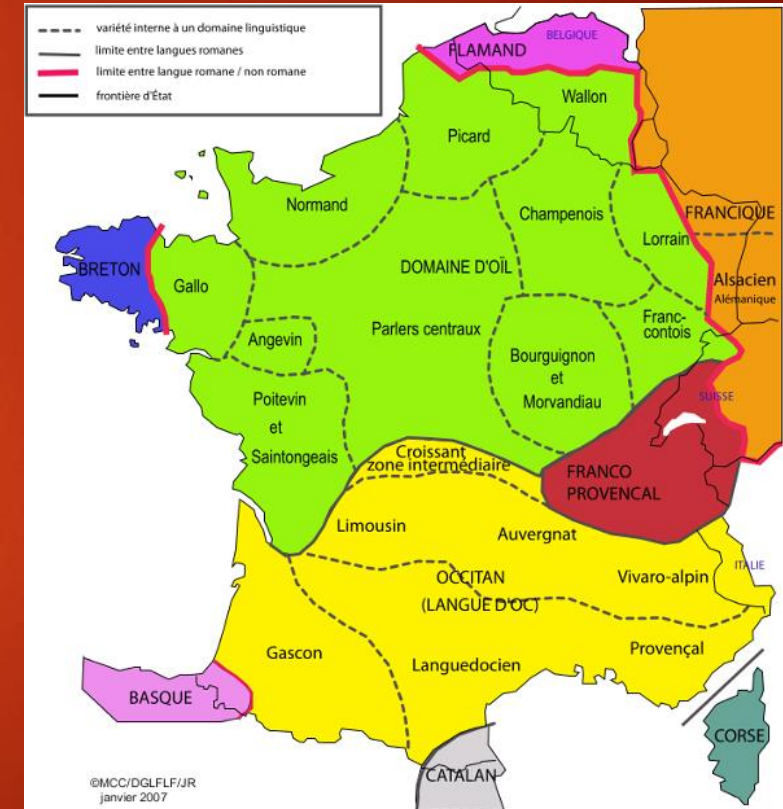 variété interne à un domaine linguistique
limite entre langues romanes
limite entre langue romane / non romane
frontière d'État
BELGIQUE
FLAMAND
Wallon
Picard
Normand
Champenois
FRANCIQUE
Lorrain
BRETON
Gallo
DOMAINE D'OÏL
Alsacien
Alémanique
Angevin
Parlers centraux
Franc-
contois
Bourguignon
et
Morvandiau
Poitevin
et
Saintongeais
SUISSE
Croissant
zone intermédiaire
FRANCO
PROVENCAL
Limousin
Auvergnat
ITALIE
OCCITAN
(LANGUE D'OC)
Vivaro-alpin
Gascon
Languedocien
Provençal
BASQUE
CORSE
CATALAN
©MCC/DGLFLF/JR
janvier 2007